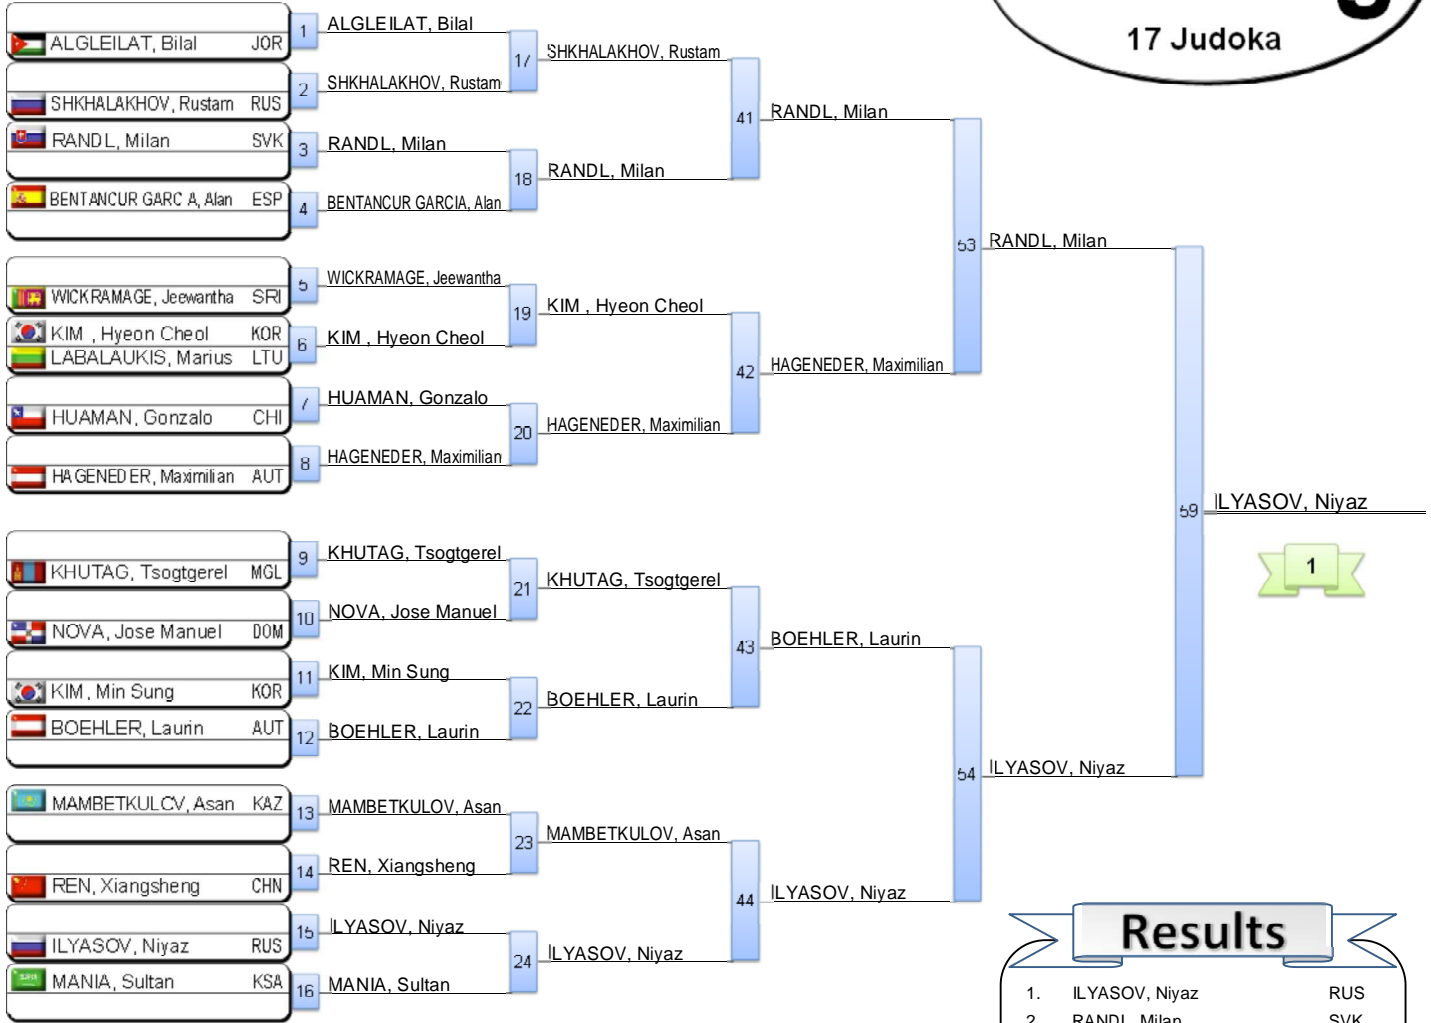 17 Judoka
ALGLEILAT, Bilal JOR
SHKHALAKHOV, Rustam RUS
RANDL, Milan SVK
BENTANCUR GARC A, Alan ESP
WICKRAMAGE, Jeewantha SRI
KIM , Hyeon Cheol KOR
LABALAUKIS, Marius LTU
HUAMAN, Gonzalo CHI
HAGENEDER, Maximilian AUT
KHUTAG, Tsogtgerel MGL
NOVA, Jose Manuel DOM
KIM, Min Sung KOR
BOEHLER, Laurin AUT
MAMBETKULCV, Asan KAZ
REN, Xiangsheng CHN
ILYASOV, Niyaz RUS
MANIA, Sultan KSA
1 ALGLEILAT, Bilal
2 SHKHALAKHOV, Rustam
3 RANDL, Milan
4 BENTANCUR GARCIA, Alan
5 WICKRAMAGE, Jeewantha
6 KIM , Hyeon Cheol
7 HUAMAN, Gonzalo
8 HAGENEDER, Maximilian
9 KHUTAG, Tsogtgerel
10 NOVA, Jose Manuel
11 KIM, Min Sung
12 BOEHLER, Laurin
13 MAMBETKULOV, Asan
14 REN, Xiangsheng
15 ILYASOV, Niyaz
16 MANIA, Sultan
17 SHKHALAKHOV, Rustam
18 RANDL, Milan
19 KIM , Hyeon Cheol
20 HAGENEDER, Maximilian
21 KHUTAG, Tsogtgerel
22 BOEHLER, Laurin
23 MAMBETKULOV, Asan
24 ILYASOV, Niyaz
41 RANDL, Milan
42 HAGENEDER, Maximilian
43 BOEHLER, Laurin
44 ILYASOV, Niyaz
53 RANDL, Milan
54 ILYASOV, Niyaz
59 ILYASOV, Niyaz
1
Results
1. ILYASOV, Niyaz RUS
2. RANDL, Milan SVK